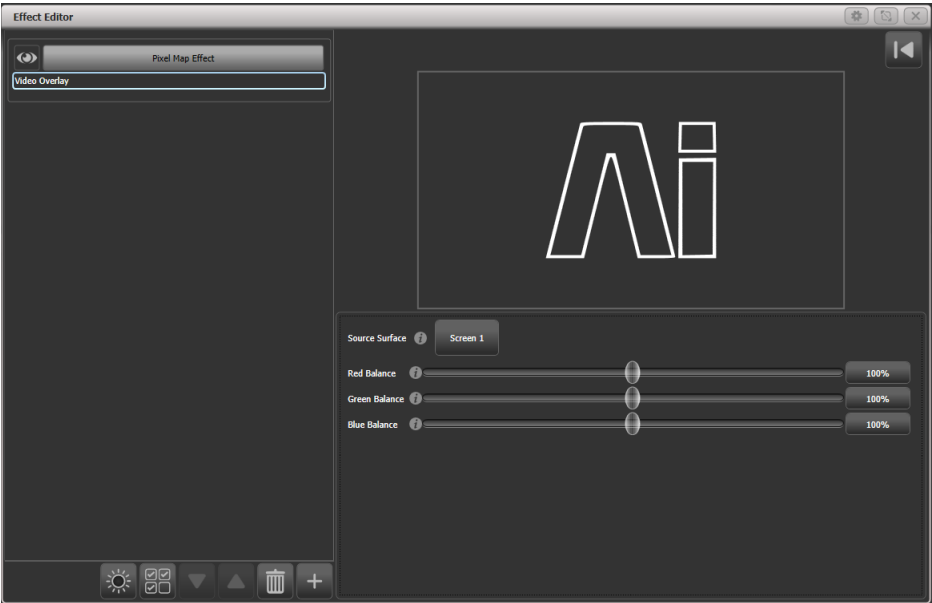 Effect Editor
Pixel Map Effect
Video Overlay
Ai
Source Surface i Screen 1
Red Balance i 100%
Green Balance i 100%
Blue Balance i 100%